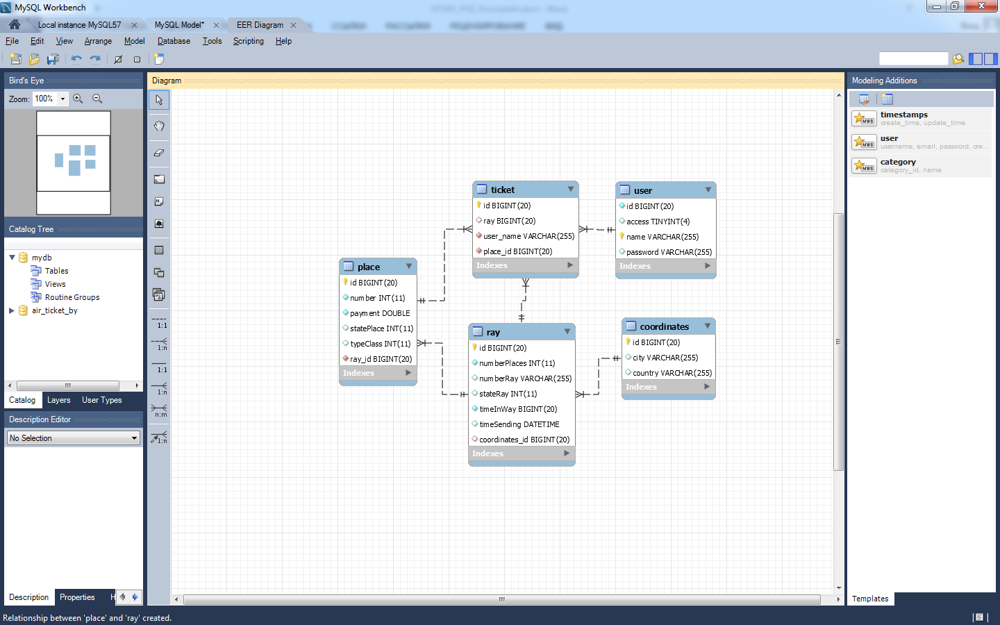 MySQL Workbench
Local instance MySQL57
MySQL Model*
EER Diagram
File Edit View Arrange Model Database Tools Scripting Help
Bird's Eye
Zoom: 100%
Catalog Tree
mydb
Tables
Views
Routine Groups
air_ticket_by
Catalog Layers User Types
Description Editor
No Selection
Description Properties H
Relationship between 'place' and 'ray' created.
Diagram
1:1
1:n
1:1
1:n
n:m
1:n
place
id BIGINT(20)
number INT(11)
payment DOUBLE
statePlace INT(11)
typeClass INT(11)
ray_id BIGINT(20)
Indexes
ticket
id BIGINT(20)
ray BIGINT(20)
user_name VARCHAR(255)
place_id BIGINT(20)
Indexes
user
id BIGINT(20)
access TINYINT(4)
name VARCHAR(255)
password VARCHAR(255)
Indexes
ray
id BIGINT(20)
numberPlaces INT(11)
numberRay VARCHAR(255)
stateRay INT(11)
timeInWay BIGINT(20)
timeSending DATETIME
coordinates_id BIGINT(20)
Indexes
coordinates
id BIGINT(20)
city VARCHAR(255)
country VARCHAR(255)
Indexes
Modeling Additions
MWB
timestamps
create_time, update_time
MWB
user
username, email, password, cre...
MWB
category
category_id, name
Templates